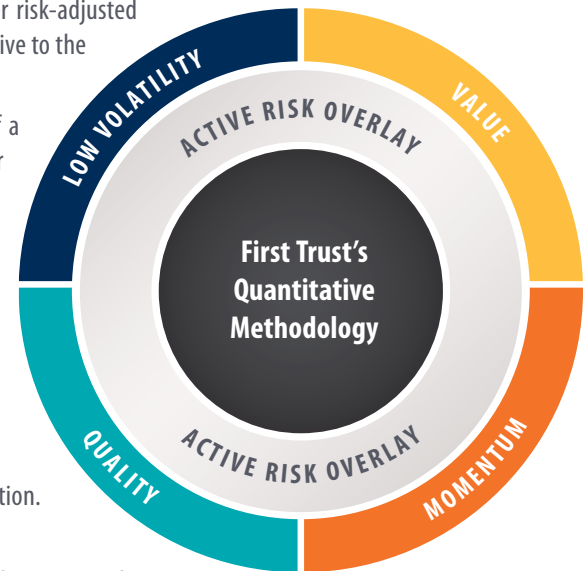 r risk-adjusted
ive to the
a
LOW VOLATILITY
VALUE
ACTIVE RISK OVERLAY
First Trust’s
Quantitative
Methodology
ACTIVE RISK OVERLAY
QUALITY
MOMENTUM
tion.